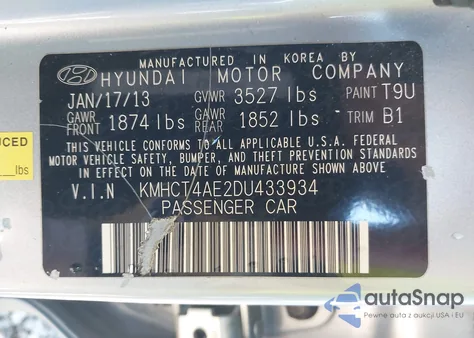 MANUFACTURED IN KOREA BY
HYUNDAI MOTOR COMPANY
JAN/17/13 GVWR 3527 lbs PAINT T9U
GAWR FRONT 1874 lbs GAWR REAR 1852 lbs TRIM B1
THIS VEHICLE CONFORMS TO ALL APPLICABLE U.S.A. FEDERAL
MOTOR VEHICLE SAFETY, BUMPER, AND THEFT PREVENTION STANDARDS
IN EFFECT ON THE DATE OF MANUFACTURE SHOWN ABOVE
V.I.N KMHCT4AE2DU433934
PASSENGER CAR
UCED
lbs
autoSnap
Pewne auta z USA i EU